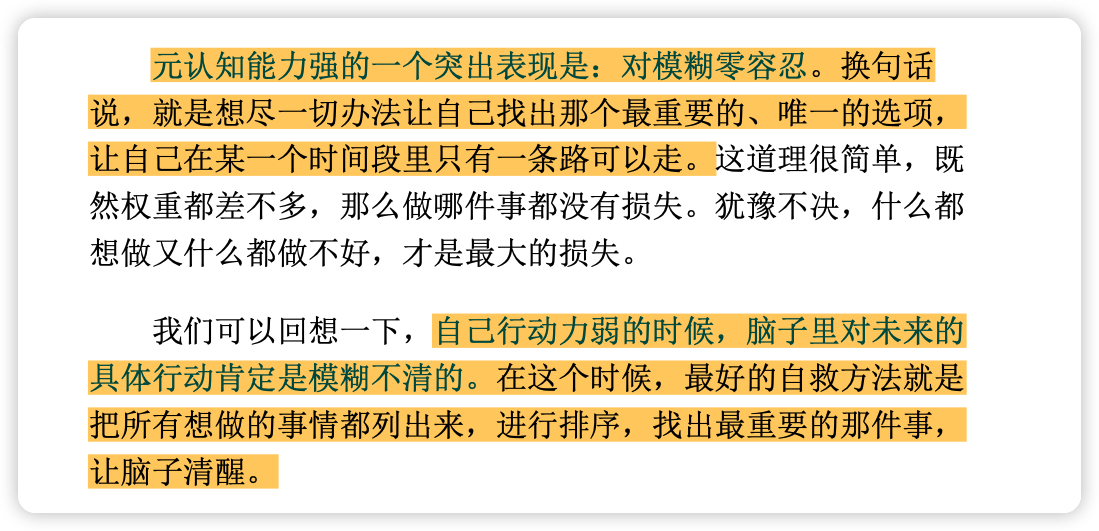 元认知能力强的一个突出表现是：对模糊零容忍。换句话
说，就是想尽一切办法让自己找出那个最重要的、唯一的选项，
让自己在某一个时间段里只有一条路可以走。这道理很简单，既
然权重都差不多，那么做哪件事都没有损失。犹豫不决，什么都
想做又什么都做不好，才是最大的损失。
我们可以回想一下，自己行动力弱的时候，脑子里对未来的
具体行动肯定是模糊不清的。在这个时候，最好的自救方法就是
把所有想做的事情都列出来，进行排序，找出最重要的那件事，
让脑子清醒。